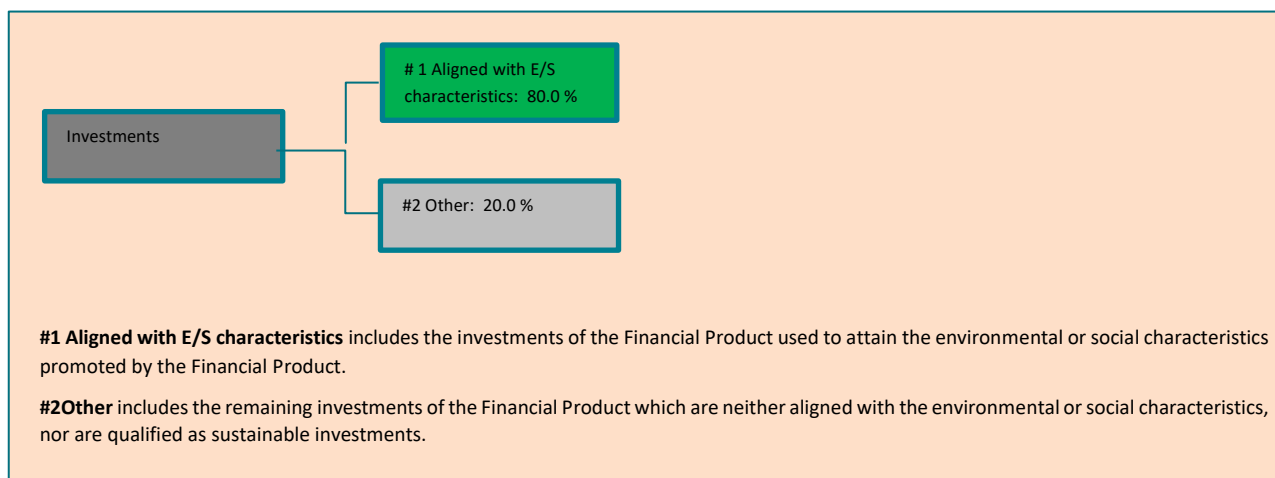 # 1 Aligned with E/S
characteristics: 80.0 %
Investments
#2 Other: 20.0 %
#1 Aligned with E/S characteristics includes the investments of the Financial Product used to attain the environmental or social characteristics
promoted by the Financial Product.
#2Other includes the remaining investments of the Financial Product which are neither aligned with the environmental or social characteristics,
nor are qualified as sustainable investments.